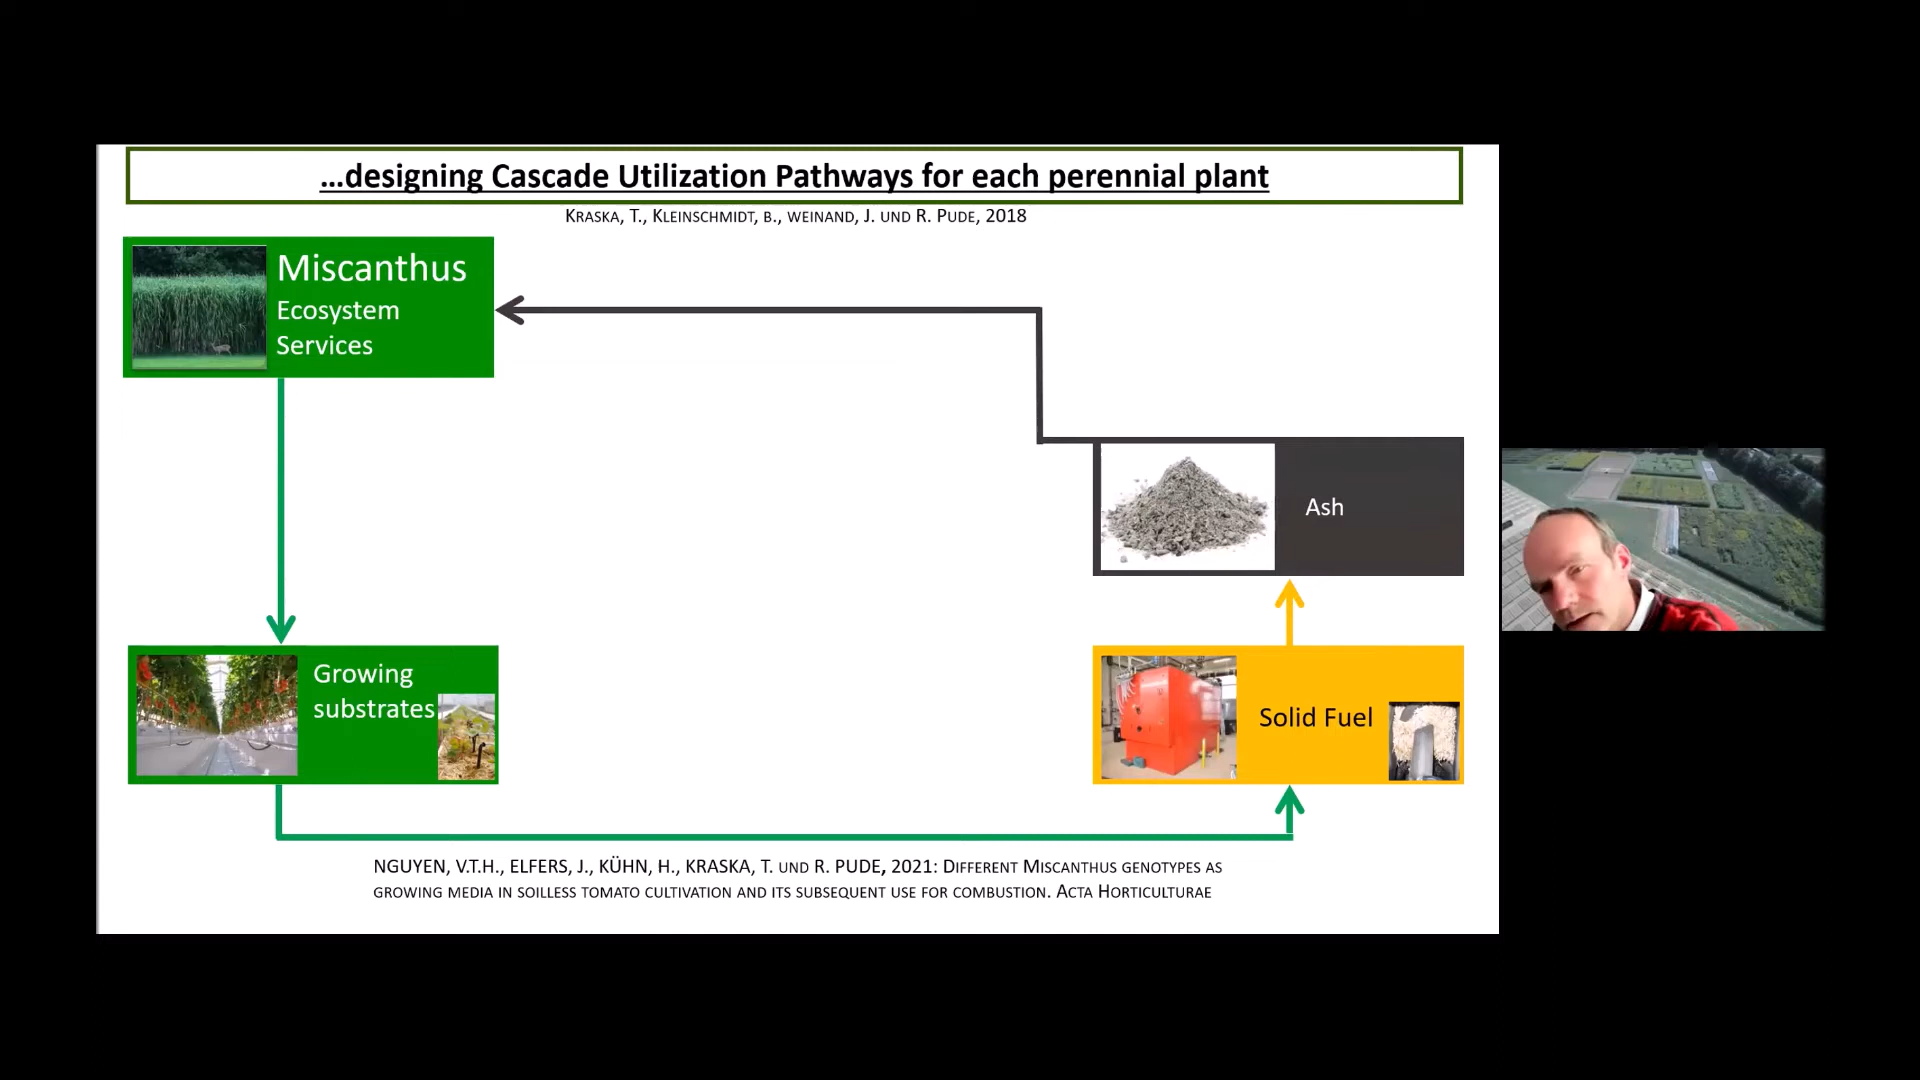 ...designing Cascade Utilization Pathways for each perennial plant
KRASKA, T., KLEINSCHMIDT, B., WEINAND, J. UND R. PUDE, 2018
Miscanthus
Ecosystem
Services
Ash
Growing
substrates
Solid Fuel
NGUYEN, V.T.H., ELFERS, J., KÜHN, H., KRASKA, T. UND R. PUDE, 2021: DIFFERENT MISCANTHUS GENOTYPES AS
GROWING MEDIA IN SOILLESS TOMATO CULTIVATION AND ITS SUBSEQUENT USE FOR COMBUSTION. ACTA HORTICULTURAE